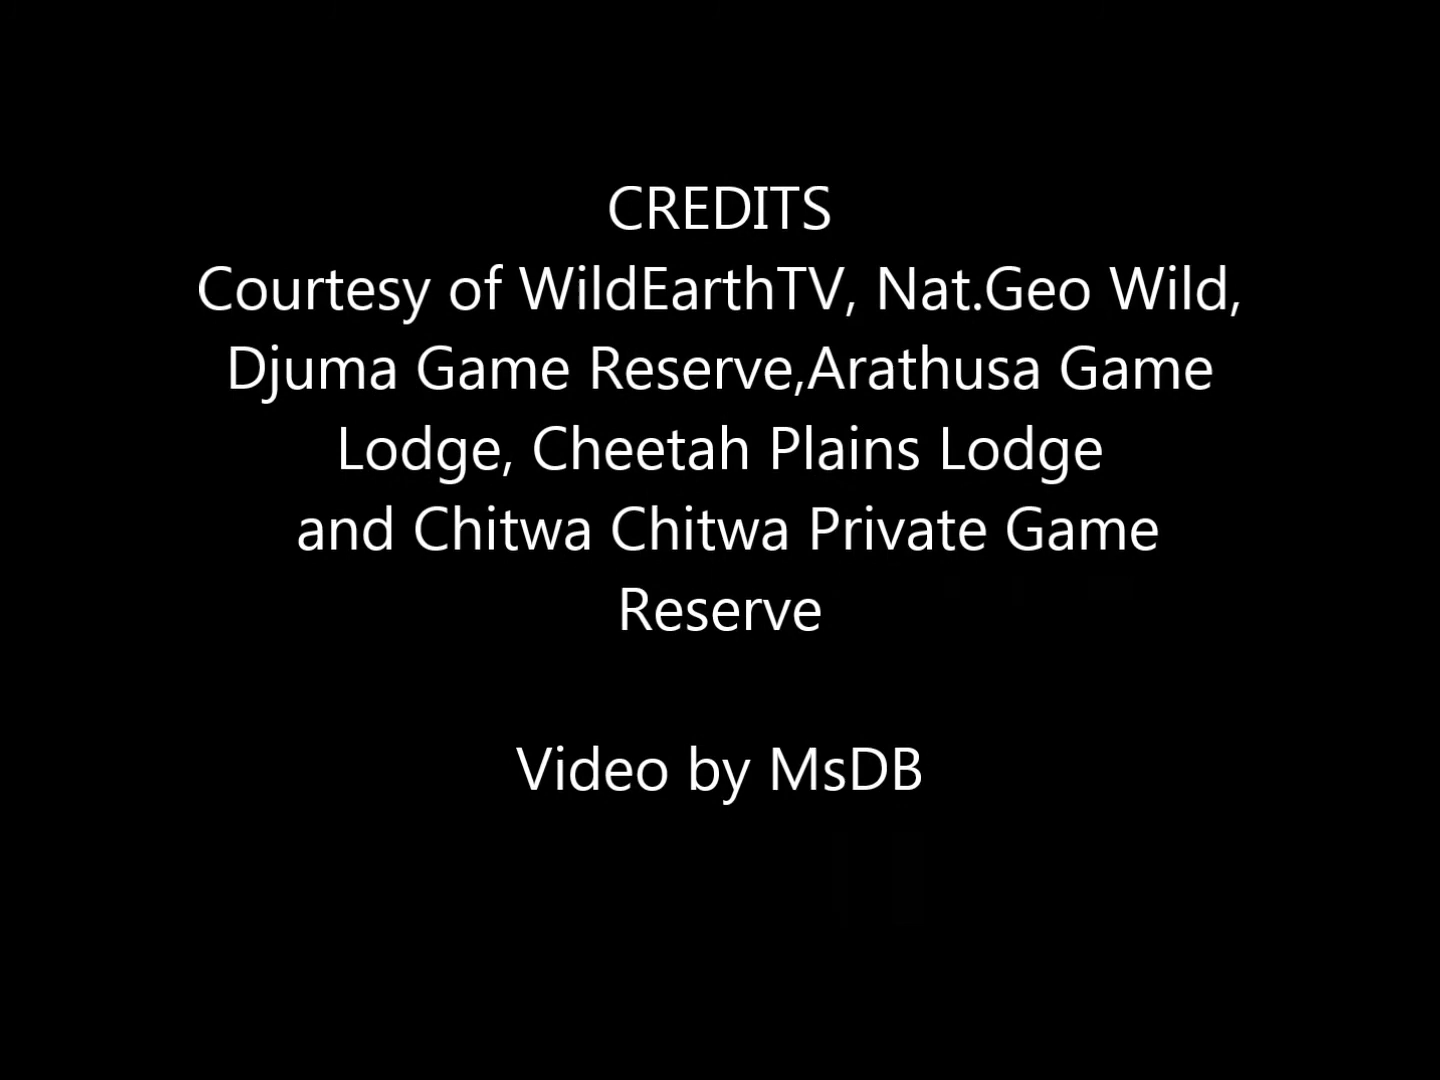 CREDITS
Courtesy of WildEarthTV, Nat.Geo Wild,
Djuma Game Reserve,Arathusa Game
Lodge, Cheetah Plains Lodge
and Chitwa Chitwa Private Game
Reserve
Video by MsDB